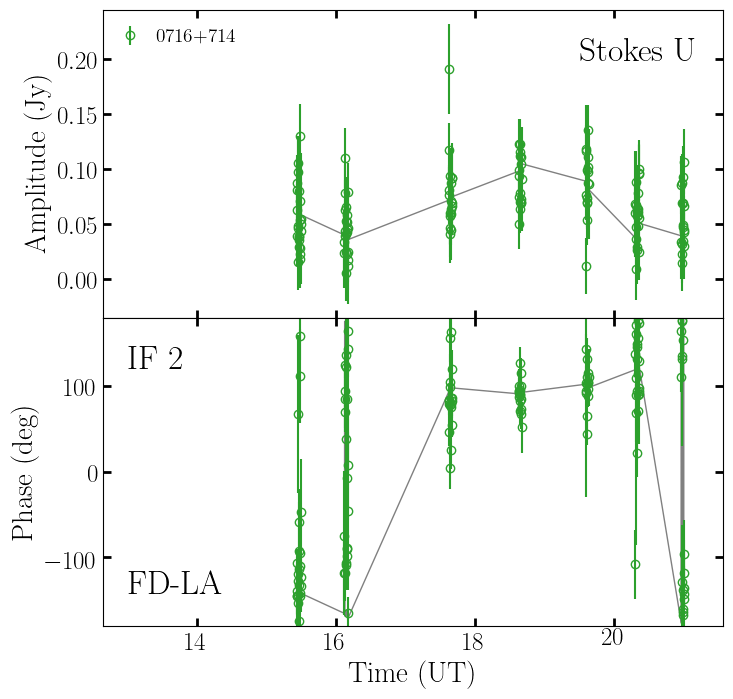 0716+714
Stokes U
0.20
0.15
0.10
0.05
0.00
Amplitude (Jy)
IF 2
100
0
−100
Phase (deg)
FD-LA
14
16
18
20
Time (UT)